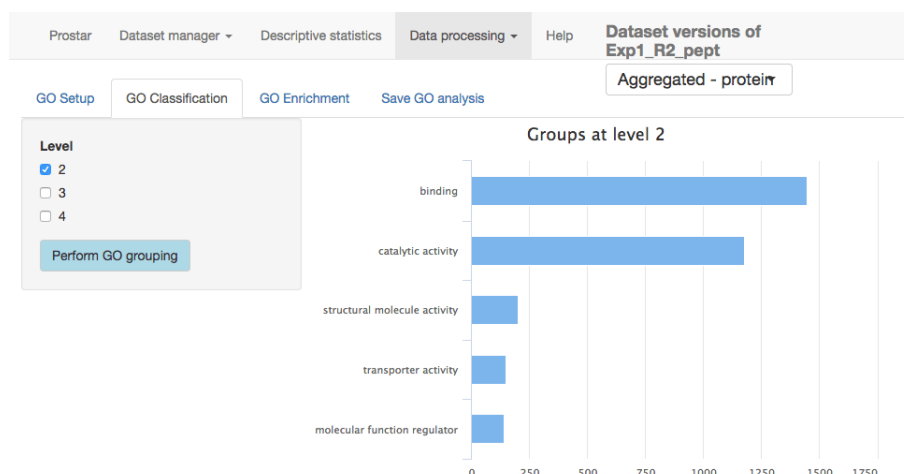 Prostar Dataset manager Descriptive statistics Data processing Help Dataset versions of
Exp1_R2_pept
Aggregated - protein
GO Setup GO Classification GO Enrichment Save GO analysis
Groups at level 2
Level
2
3
4
Perform GO grouping
binding
catalytic activity
structural molecule activity
transporter activity
molecular function regulator
0 250 500 750 1000 1250 1500 1750